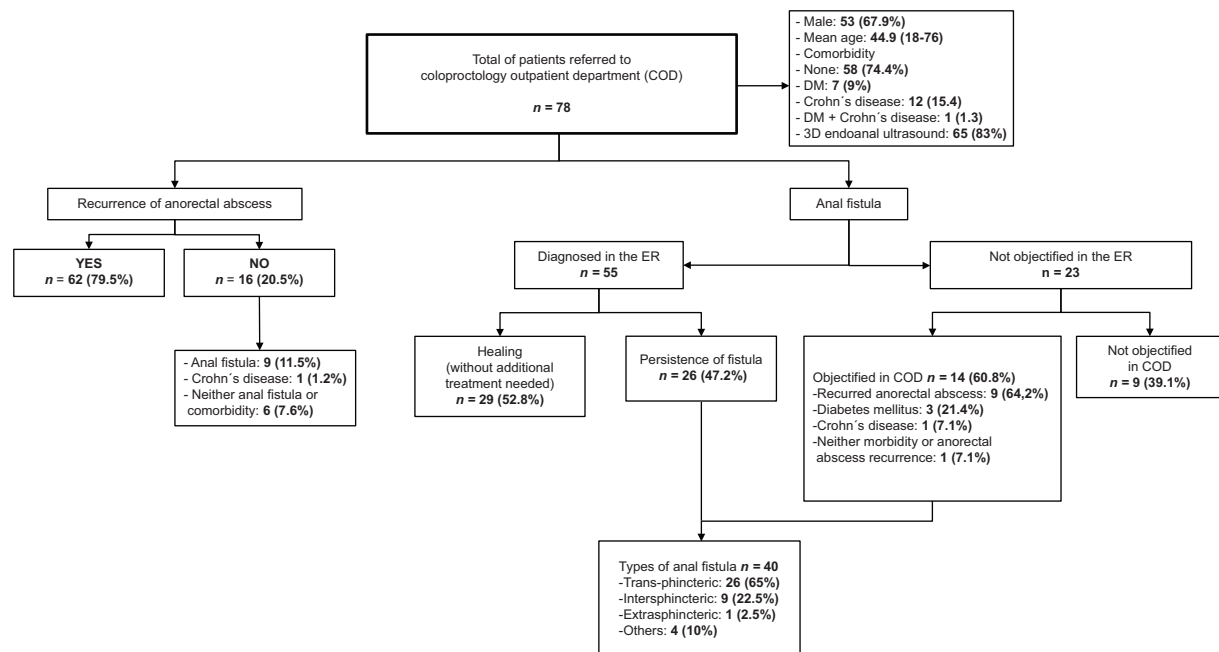 Total of patients referred to
coloproctology outpatient department (COD)
n = 78
- Male: 53 (67.9%)
- Mean age: 44.9 (18-76)
- Comorbidity
- None: 58 (74.4%)
- DM: 7 (9%)
- Crohn´s disease: 12 (15.4)
- DM + Crohn´s disease: 1 (1.3)
- 3D endoanal ultrasound: 65 (83%)
Recurrence of anorectal abscess
Anal fistula
YES
n = 62 (79.5%)
NO
n = 16 (20.5%)
Diagnosed in the ER
n = 55
Not objectified in the ER
n = 23
- Anal fistula: 9 (11.5%)
- Crohn´s disease: 1 (1.2%)
- Neither anal fistula or
comorbidity: 6 (7.6%)
Healing
(without additional
treatment needed)
n = 29 (52.8%)
Persistence of fistula
n = 26 (47.2%)
Objectified in COD n = 14 (60.8%)
-Recurred anorectal abscess: 9 (64,2%)
-Diabetes mellitus: 3 (21.4%)
-Crohn´s disease: 1 (7.1%)
-Neither morbidity or anorectal
abscess recurrence: 1 (7.1%)
Not objectified
in COD
n = 9 (39.1%)
Types of anal fistula n = 40
-Trans-phincteric: 26 (65%)
-Intersphincteric: 9 (22.5%)
-Extrasphincteric: 1 (2.5%)
-Others: 4 (10%)